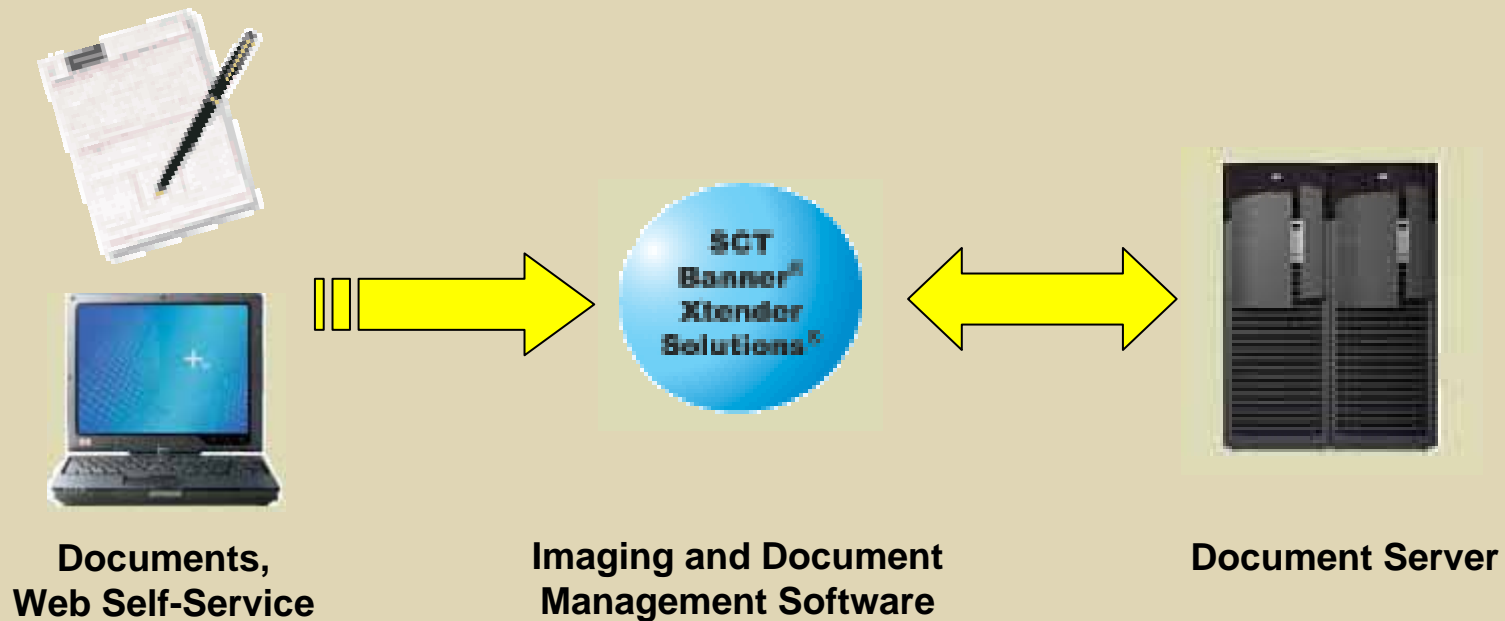 SCT
Banner®
Xtender
Solutions®
Documents,
Web Self-Service
Imaging and Document
Management Software
Document Server